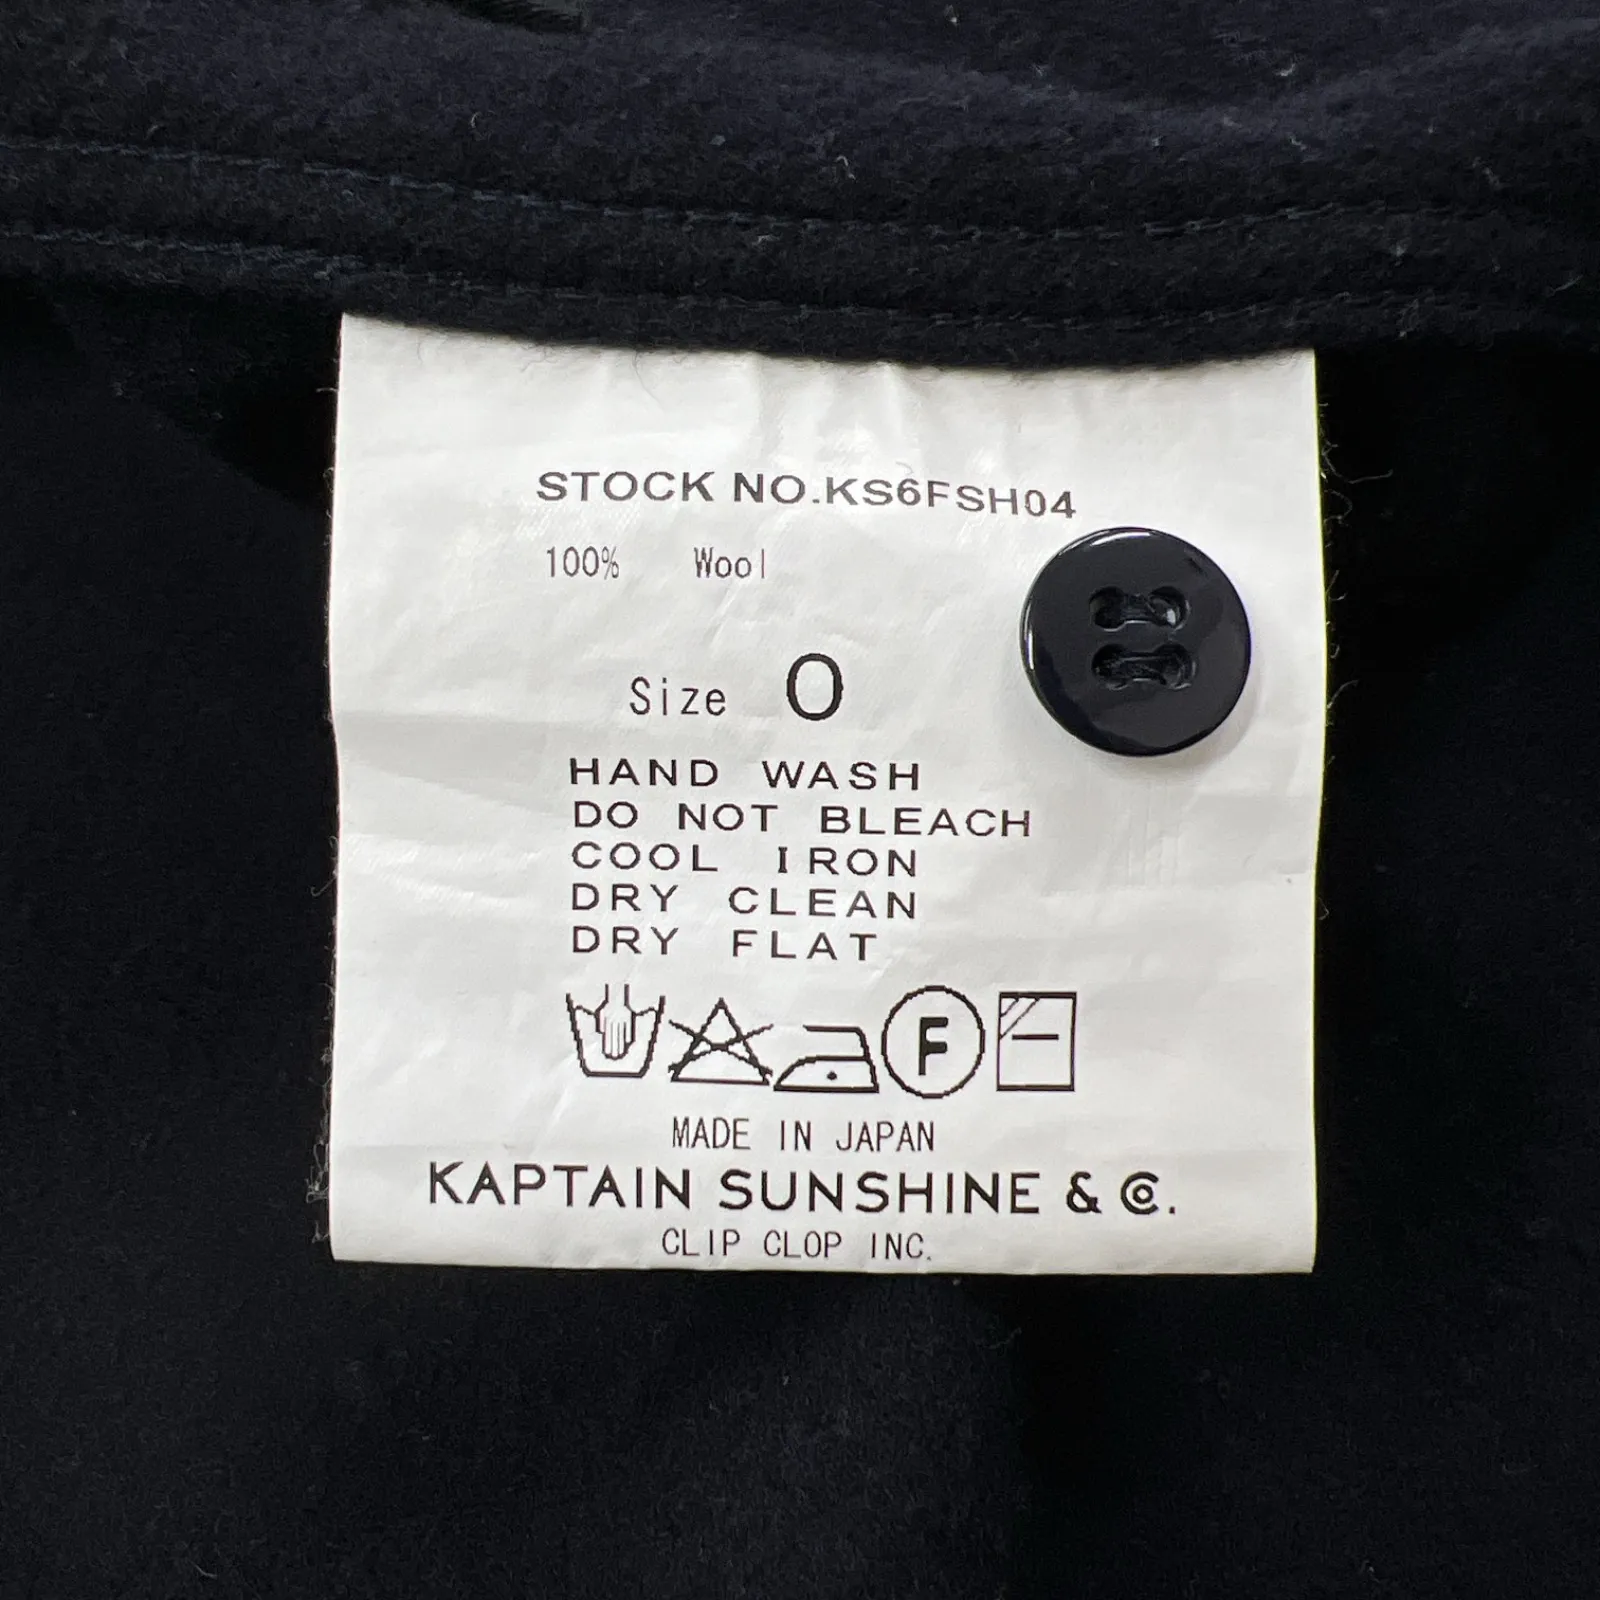 STOCK NO.KS6FSH04
100% Wool
Size 0
HAND WASH
DO NOT BLEACH
COOL IRON
DRY CLEAN
DRY FLAT
F
MADE IN JAPAN
KAPTAIN SUNSHINE & Co.
CLIP CLOP INC.